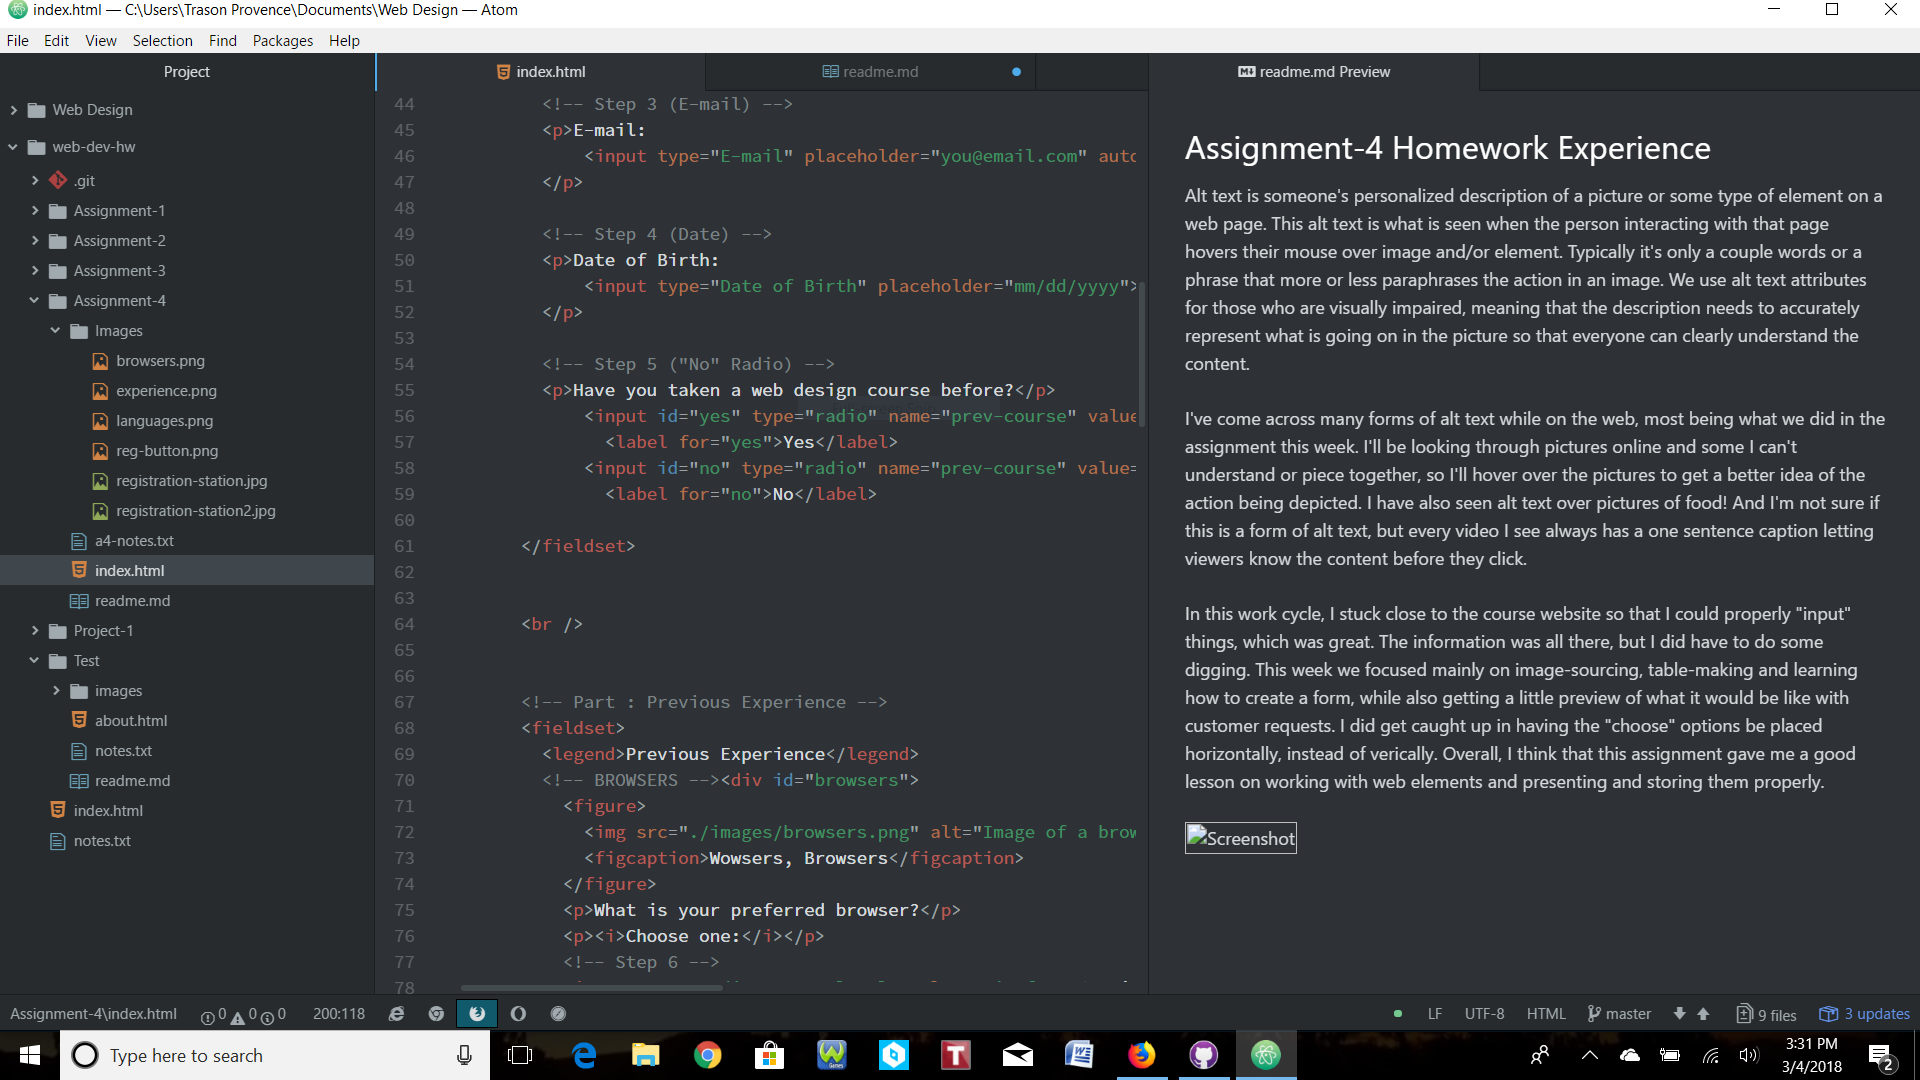 index.html — C:\Users\Trason Provence\Documents\Web Design — Atom
File Edit View Selection Find Packages Help
Project
Web Design
web-dev-hw
.git
Assignment-1
Assignment-2
Assignment-3
Assignment-4
Images
browsers.png
experience.png
languages.png
reg-button.png
registration-station.jpg
registration-station2.jpg
a4-notes.txt
index.html
readme.md
Project-1
Test
images
about.html
notes.txt
readme.md
index.html
notes.txt
index.html
readme.md
44 <!-- Step 3 (E-mail) -->
45 <p>E-mail:
46 <input type="E-mail" placeholder="you@email.com" auto
47 </p>
48
49 <!-- Step 4 (Date) -->
50 <p>Date of Birth:
51 <input type="Date of Birth" placeholder="mm/dd/yyyy">
52 </p>
53
54 <!-- Step 5 ("No" Radio) -->
55 <p>Have you taken a web design course before?</p>
56 <input id="yes" type="radio" name="prev-course" value
57 <label for="yes">Yes</label>
58 <input id="no" type="radio" name="prev-course" value=
59 <label for="no">No</label>
60
61 </fieldset>
62
63
64 <br />
65
66
67 <!-- Part : Previous Experience -->
68 <fieldset>
69 <legend>Previous Experience</legend>
70 <!-- BROWSERS --><div id="browsers">
71 <figure>
72 <img src="./images/browsers.png" alt="Image of a brow
73 <figcaption>Wowsers, Browsers</figcaption>
74 </figure>
75 <p>What is your preferred browser?</p>
76 <p><i>Choose one:</i></p>
77 <!-- Step 6 -->
78
readme.md Preview
Assignment-4 Homework Experience
Alt text is someone's personalized description of a picture or some type of element on a
web page. This alt text is what is seen when the person interacting with that page
hovers their mouse over image and/or element. Typically it's only a couple words or a
phrase that more or less paraphrases the action in an image. We use alt text attributes
for those who are visually impaired, meaning that the description needs to accurately
represent what is going on in the picture so that everyone can clearly understand the
content.
I've come across many forms of alt text while on the web, most being what we did in the
assignment this week. I'll be looking through pictures online and some I can't
understand or piece together, so I'll hover over the pictures to get a better idea of the
action being depicted. I have also seen alt text over pictures of food! And I'm not sure if
this is a form of alt text, but every video I see always has a one sentence caption letting
viewers know the content before they click.
In this work cycle, I stuck close to the course website so that I could properly "input"
things, which was great. The information was all there, but I did have to do some
digging. This week we focused mainly on image-sourcing, table-making and learning
how to create a form, while also getting a little preview of what it would be like with
customer requests. I did get caught up in having the "choose" options be placed
horizontally, instead of verically. Overall, I think that this assignment gave me a good
lesson on working with web elements and presenting and storing them properly.
Screenshot
Assignment-4\index.html 0 0 0 200:118
LF UTF-8 HTML master 9 files 3 updates
Type here to search
3:31 PM
3/4/2018
2